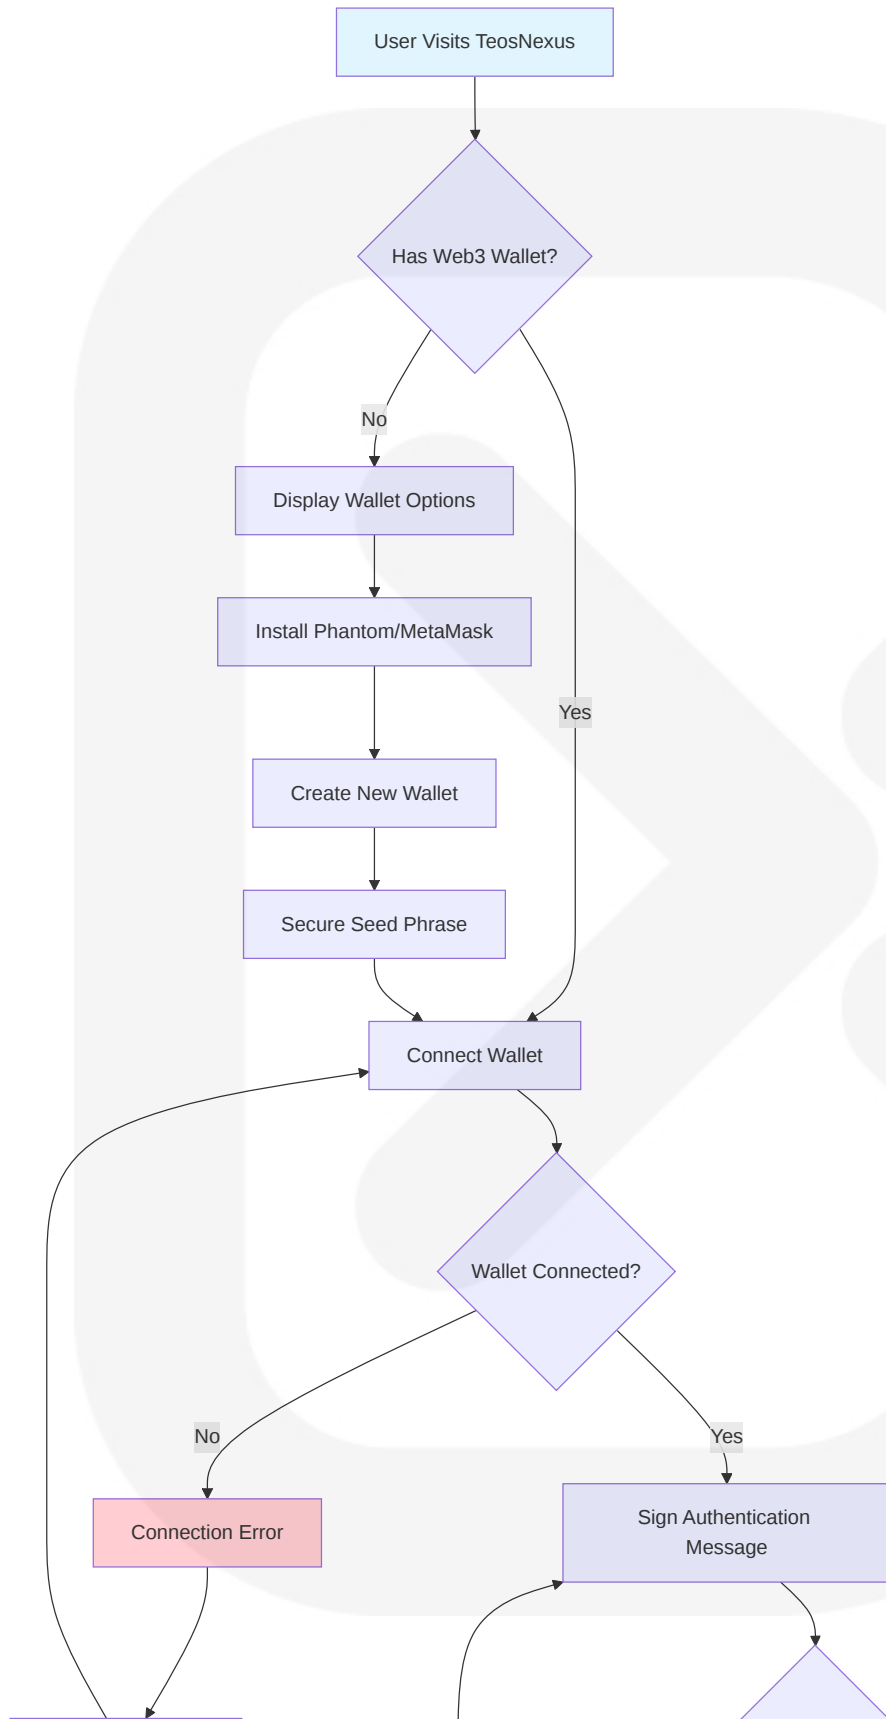 User Visits TeosNexus
Has Web3 Wallet?
No
Display Wallet Options
Install Phantom/MetaMask
Yes
Create New Wallet
Secure Seed Phrase
Connect Wallet
Wallet Connected?
No
Yes
Connection Error
Sign Authentication
Message